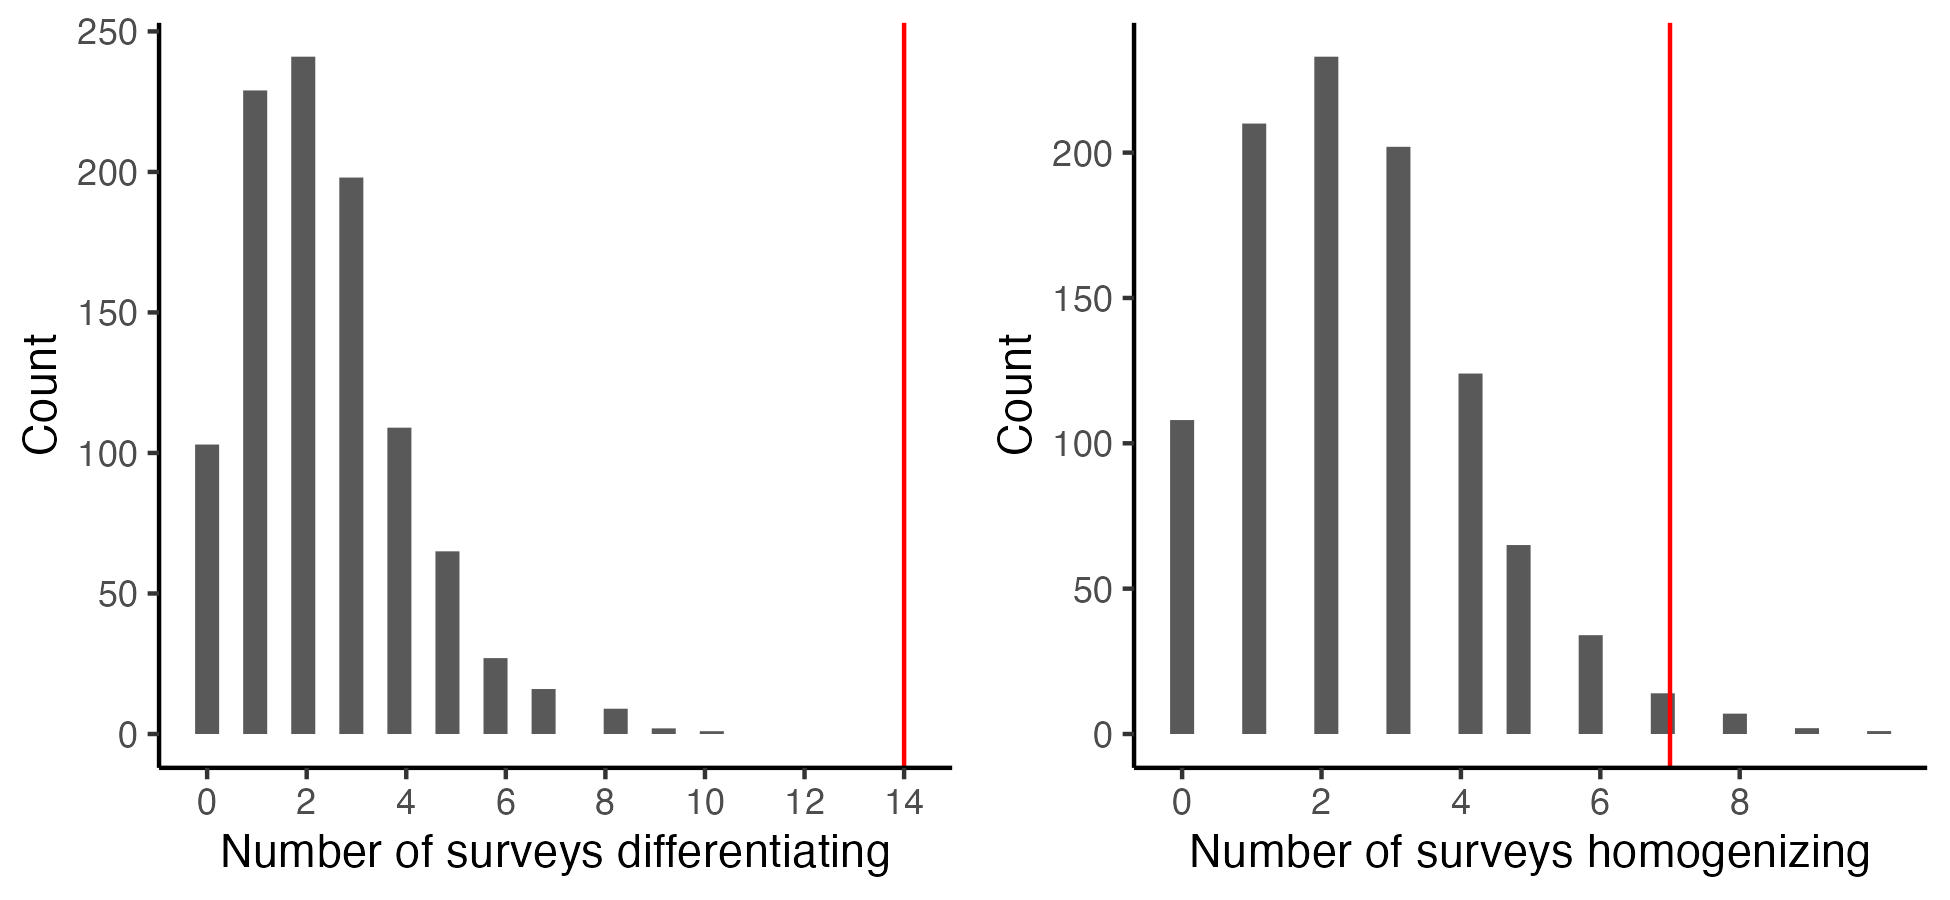 250
200
150
100
50
0
Count
0 2 4 6 8 10 12 14
Number of surveys differentiating
200
150
100
50
0
Count
0 2 4 6 8
Number of surveys homogenizing